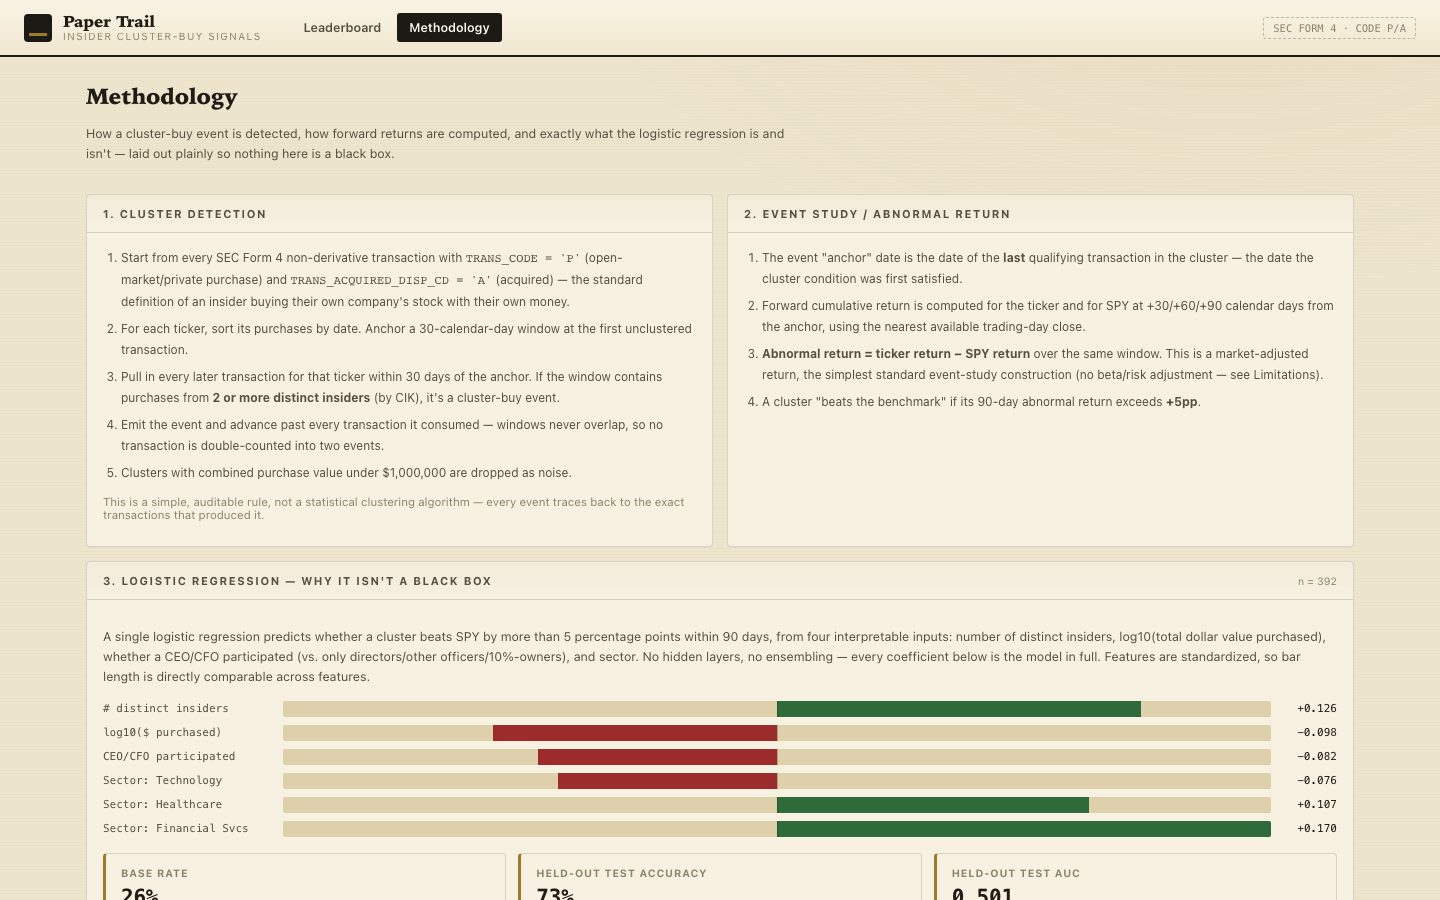 Paper Trail
INSIDER CLUSTER-BUY SIGNALS
Leaderboard
Methodology
SEC FORM 4 · CODE P/A
Methodology
How a cluster-buy event is detected, how forward returns are computed, and exactly what the logistic regression is and
isn't — laid out plainly so nothing here is a black box.
1. CLUSTER DETECTION
1. Start from every SEC Form 4 non-derivative transaction with TRANS_CODE = 'P' (open-
market/private purchase) and TRANS_ACQUIRED_DISP_CD = 'A' (acquired) — the standard
definition of an insider buying their own company's stock with their own money.
2. For each ticker, sort its purchases by date. Anchor a 30-calendar-day window at the first unclustered
transaction.
3. Pull in every later transaction for that ticker within 30 days of the anchor. If the window contains
purchases from 2 or more distinct insiders (by CIK), it's a cluster-buy event.
4. Emit the event and advance past every transaction it consumed — windows never overlap, so no
transaction is double-counted into two events.
5. Clusters with combined purchase value under $1,000,000 are dropped as noise.
This is a simple, auditable rule, not a statistical clustering algorithm — every event traces back to the exact
transactions that produced it.
2. EVENT STUDY / ABNORMAL RETURN
1. The event "anchor" date is the date of the last qualifying transaction in the cluster — the date the
cluster condition was first satisfied.
2. Forward cumulative return is computed for the ticker and for SPY at +30/+60/+90 calendar days from
the anchor, using the nearest available trading-day close.
3. Abnormal return = ticker return − SPY return over the same window. This is a market-adjusted
return, the simplest standard event-study construction (no beta/risk adjustment — see Limitations).
4. A cluster "beats the benchmark" if its 90-day abnormal return exceeds +5pp.
3. LOGISTIC REGRESSION — WHY IT ISN'T A BLACK BOX
n = 392
A single logistic regression predicts whether a cluster beats SPY by more than 5 percentage points within 90 days, from four interpretable inputs: number of distinct insiders, log10(total dollar value purchased),
whether a CEO/CFO participated (vs. only directors/other officers/10%-owners), and sector. No hidden layers, no ensembling — every coefficient below is the model in full. Features are standardized, so bar
length is directly comparable across features.
# distinct insiders +0.126
log10($ purchased) −0.098
CEO/CFO participated −0.082
Sector: Technology −0.076
Sector: Healthcare +0.107
Sector: Financial Svcs +0.170
BASE RATE
26%
HELD-OUT TEST ACCURACY
73%
HELD-OUT TEST AUC
0.501